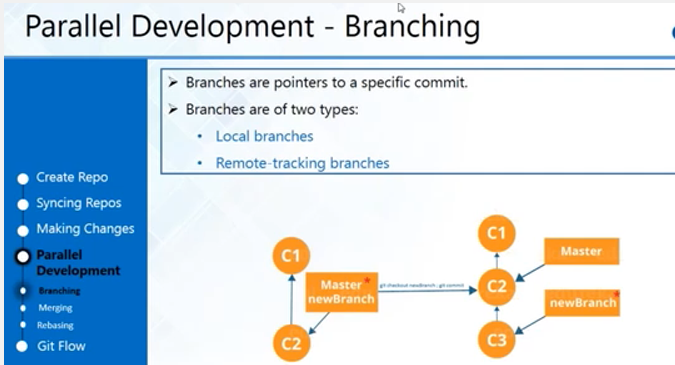 Parallel Development - Branching
Branches are pointers to a specific commit.
Branches are of two types:
Local branches
Remote-tracking branches
Create Repo
Syncing Repos
Making Changes
Parallel
Development
Branching
Merging
Rebasing
Git Flow
C1
Master*
newBranch
C2
git checkout newBranch ; git commit
C1
Master
C2
newBranch*
C3